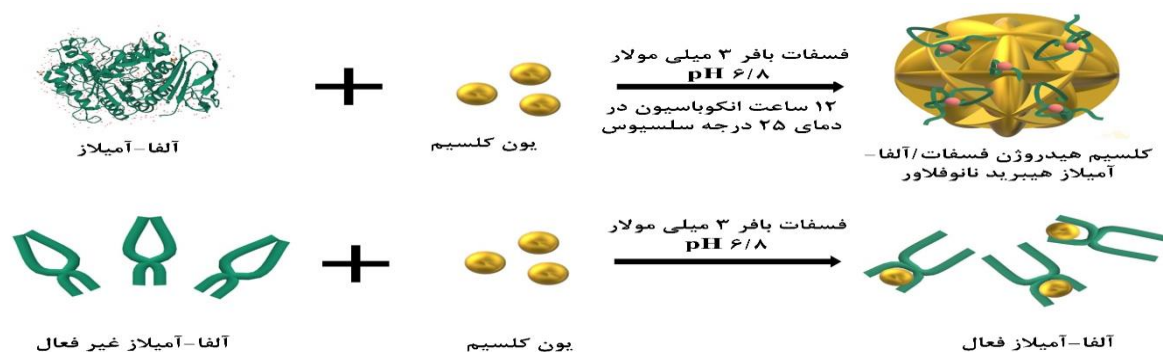 فسفات بافر ۳ میلی مولار
pH ۶/۸
۱۲ ساعت انکوباسیون در
دمای ۲۵ درجه سلسیوس
آلفا-آمیلاز
یون کلسیم
کلسیم هیدروژن فسفات/آلفا-
آمیلاز هیبرید نانوفلاور
فسفات بافر ۳ میلی مولار
pH ۶/۸
آلفا-آمیلاز غیر فعال
یون کلسیم
آلفا-آمیلاز فعال